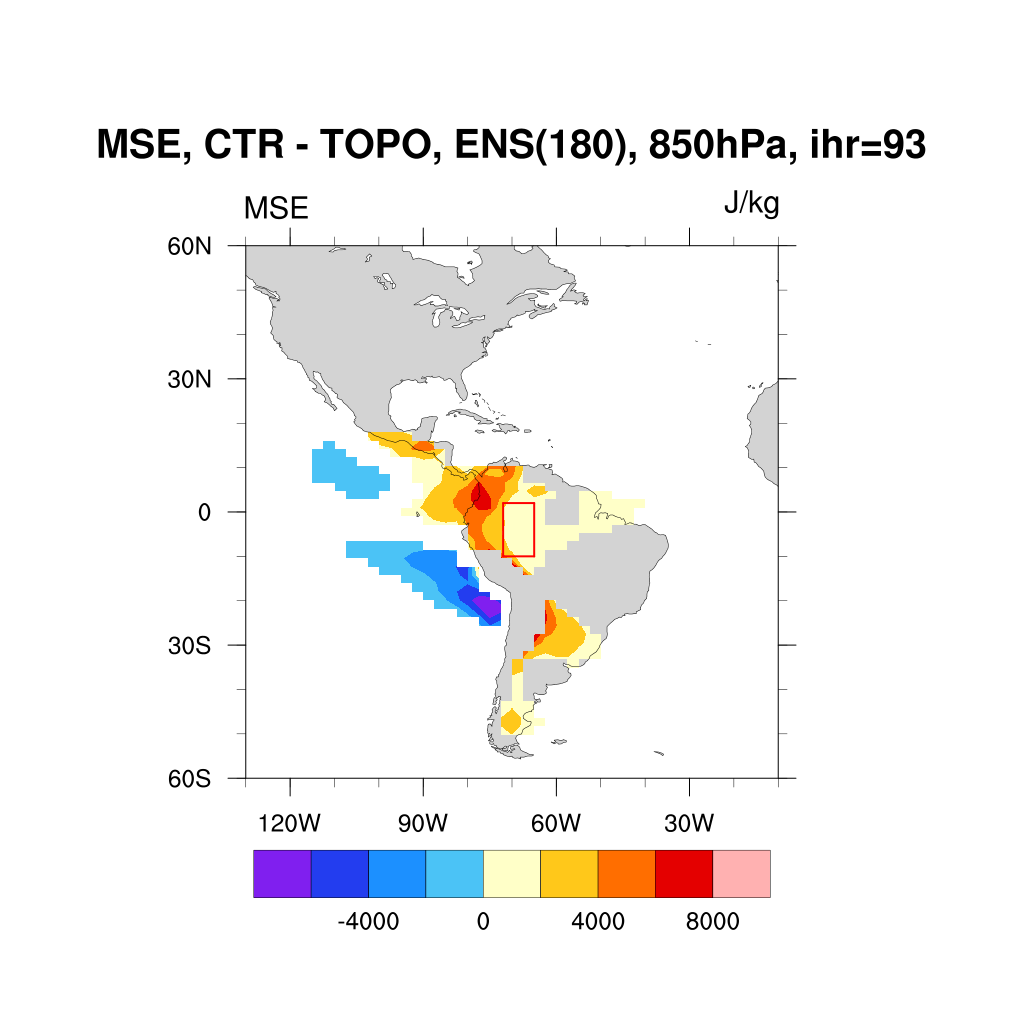 MSE, CTR - TOPO, ENS(180), 850hPa, ihr=93
MSE J/kg
60N
30N
0
30S
60S
120W 90W 60W 30W
-4000 0 4000 8000